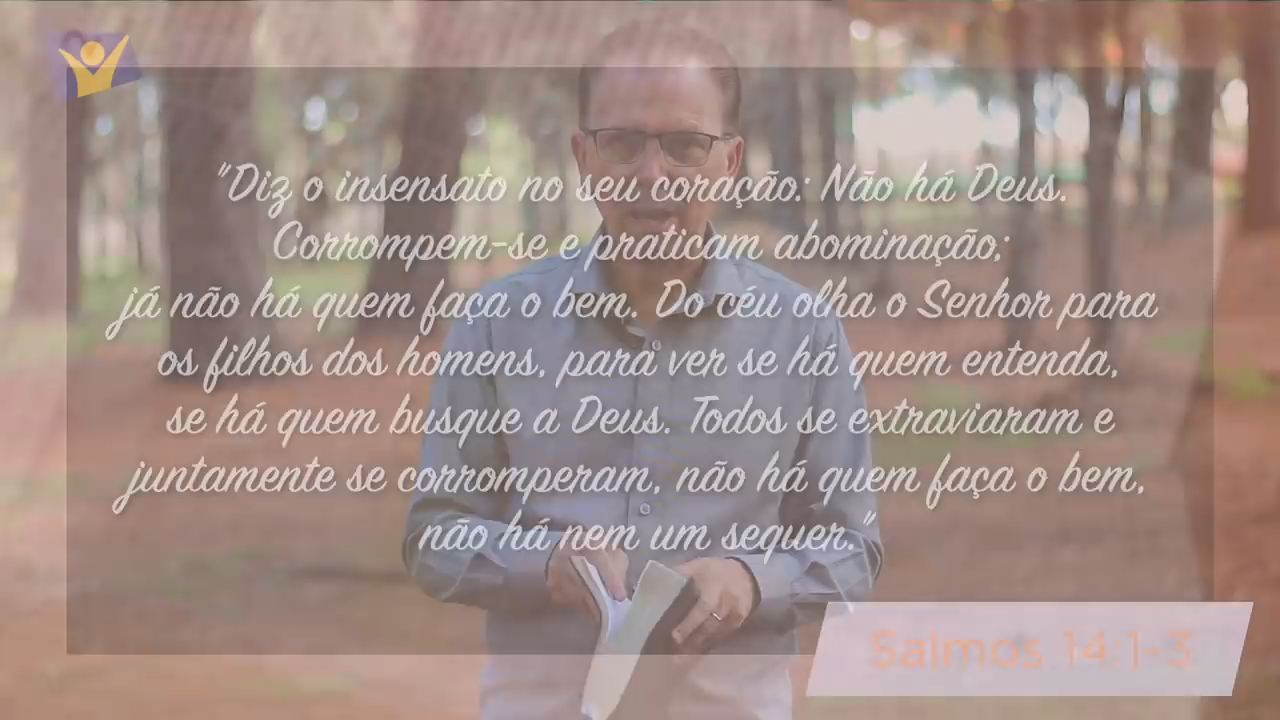 "Diz o insensato no seu coração: Não há Deus.
Corrompem-se e praticam abominação;
já não há quem faça o bem. Do céu olha o Senhor para
os filhos dos homens, para ver se há quem entenda,
se há quem busque a Deus. Todos se extraviaram e
juntamente se corromperam, não há quem faça o bem,
não há nem um sequer."
Salmos 14:1-3